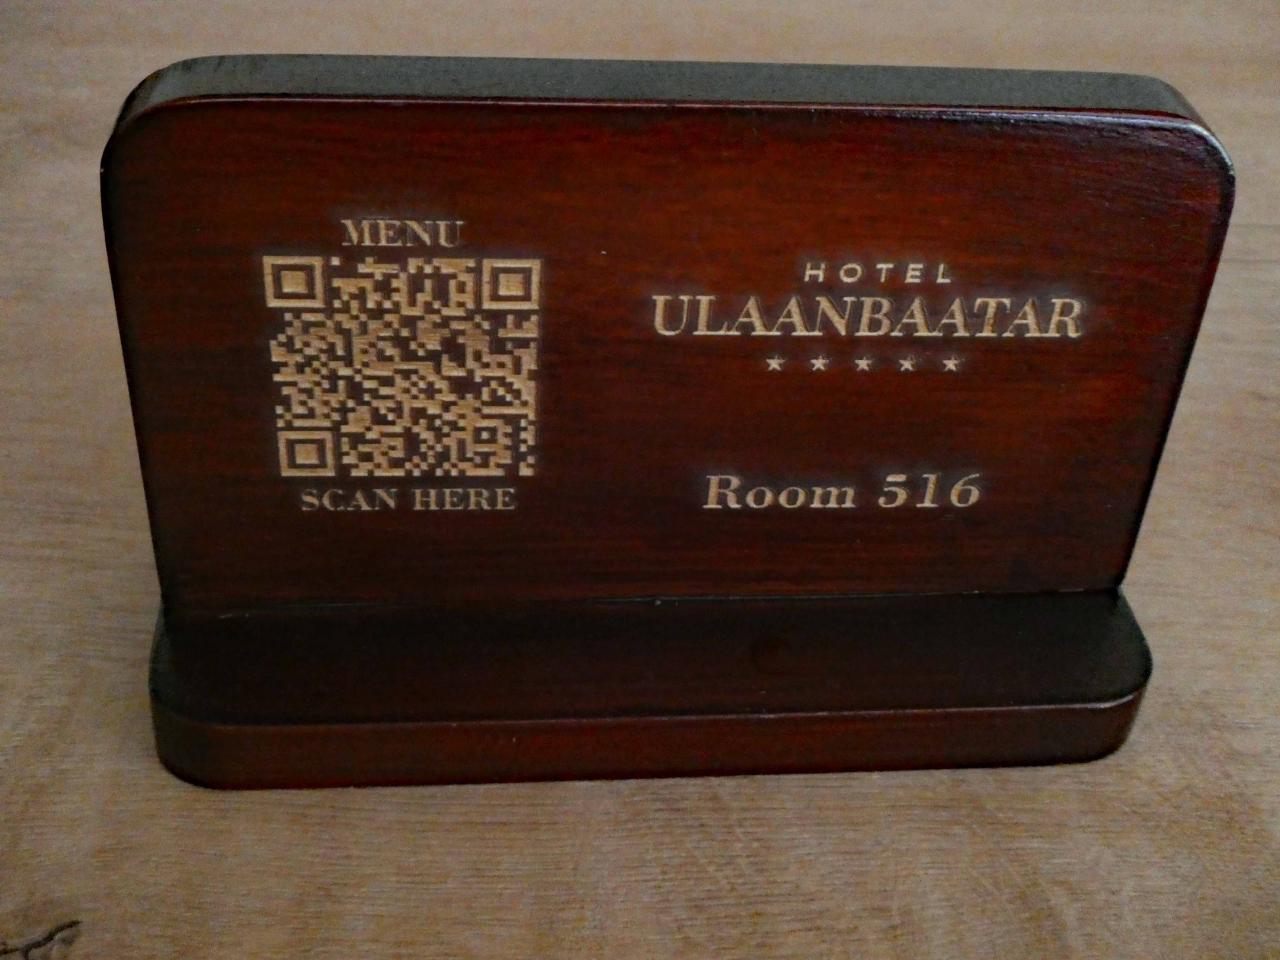 MENU
SCAN HERE
HOTEL
ULAANBAATAR
★ ★ ★ ★ ★
Room 516